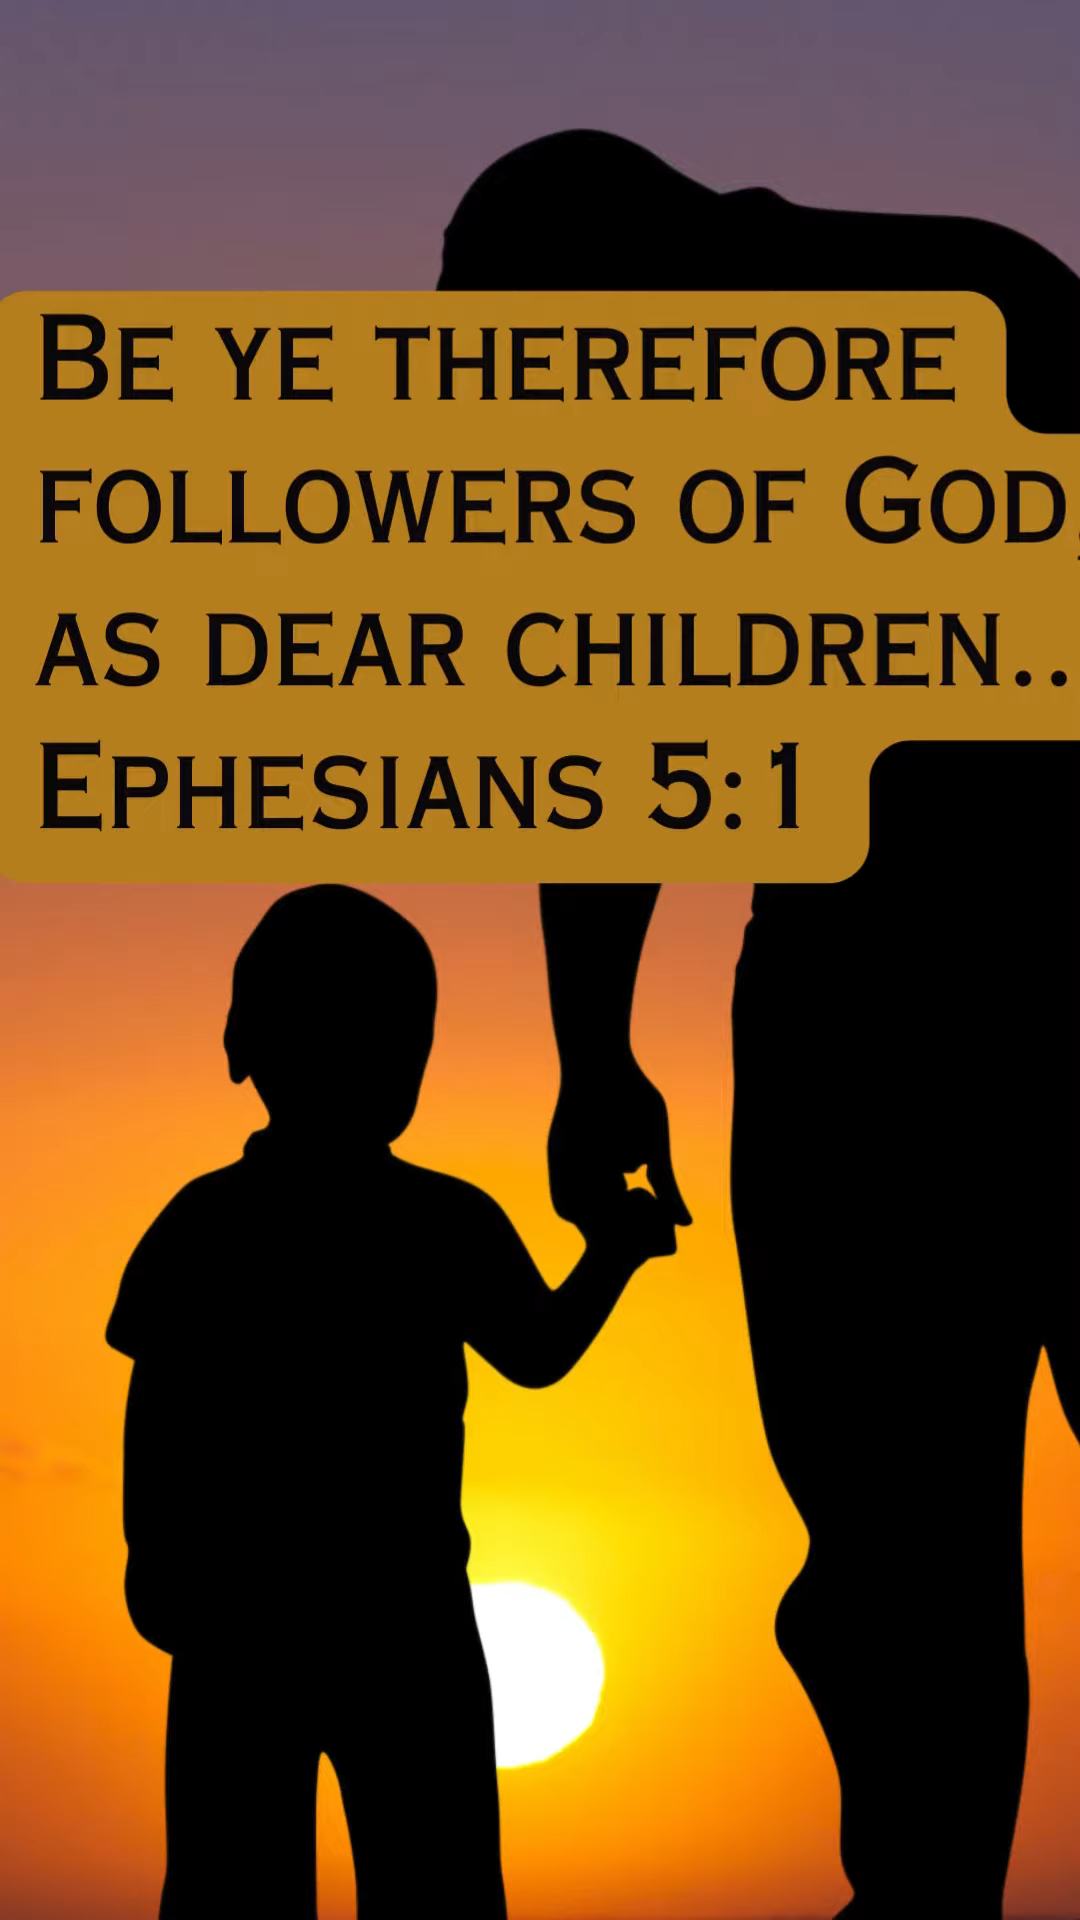 Be ye therefore
followers of God,
as dear children..
Ephesians 5:1